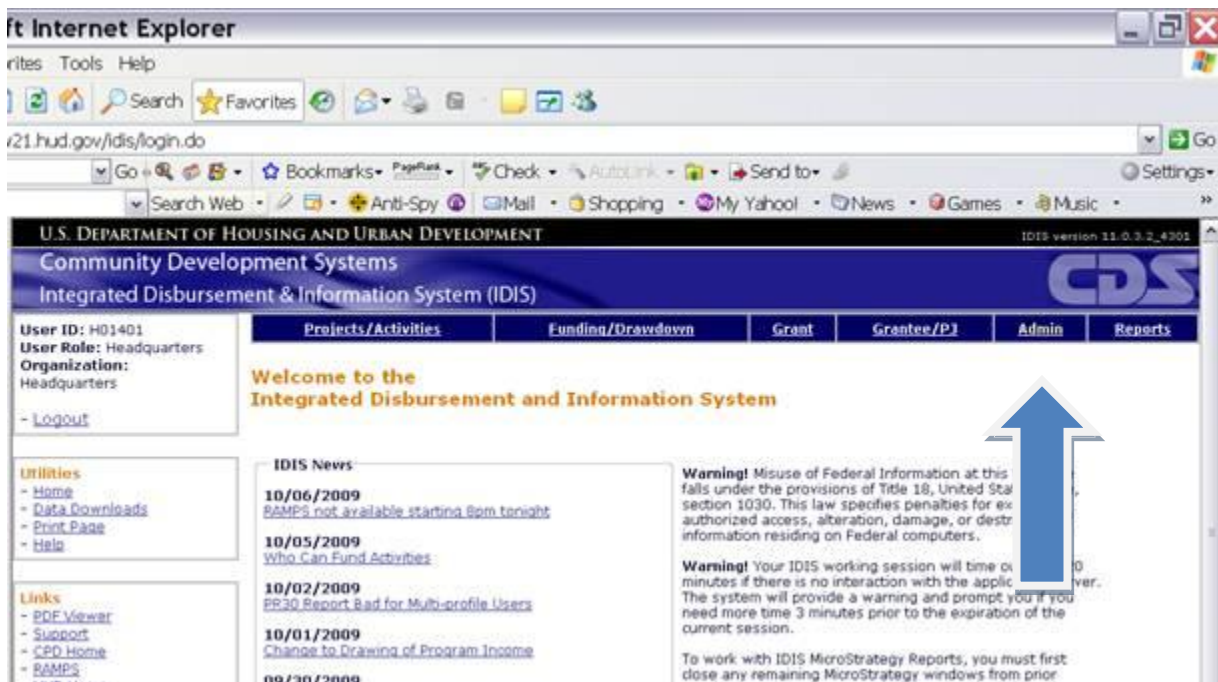 ft Internet Explorer
rites Tools Help
Search Favorites
v21.hud.gov/idis/login.do
Go
Go Bookmarks PageRank Check AutoLink Send to Settings
Search Web Anti-Spy Mail Shopping My Yahoo! News Games Music »
U.S. DEPARTMENT OF HOUSING AND URBAN DEVELOPMENT
IDIS version 11.0.3.2_4301
Community Development Systems
Integrated Disbursement & Information System (IDIS)
CDS
User ID: H01401
User Role: Headquarters
Organization:
Headquarters
- Logout
Projects/Activities Funding/Drawdown Grant Grantee/PJ Admin Reports
Welcome to the
Integrated Disbursement and Information System
Utilities
- Home
- Data Downloads
- Print Page
- Help
Links
- PDF Viewer
- Support
- CPD Home
- RAMPS
IDIS News
10/06/2009
RAMPS not available starting 8pm tonight
10/05/2009
Who Can Fund Activities
10/02/2009
PR30 Report Bad for Multi-profile Users
10/01/2009
Change to Drawing of Program Income
09/30/2009
Warning! Misuse of Federal Information at this
falls under the provisions of Title 18, United Sta
section 1030. This law specifies penalties for ex
authorized access, alteration, damage, or destr
information residing on Federal computers.
Warning! Your IDIS working session will time o 20
minutes if there is no interaction with the applic ver.
The system will provide a warning and prompt you if you
need more time 3 minutes prior to the expiration of the
current session.
To work with IDIS MicroStrategy Reports, you must first
close any remaining MicroStrategy windows from prior